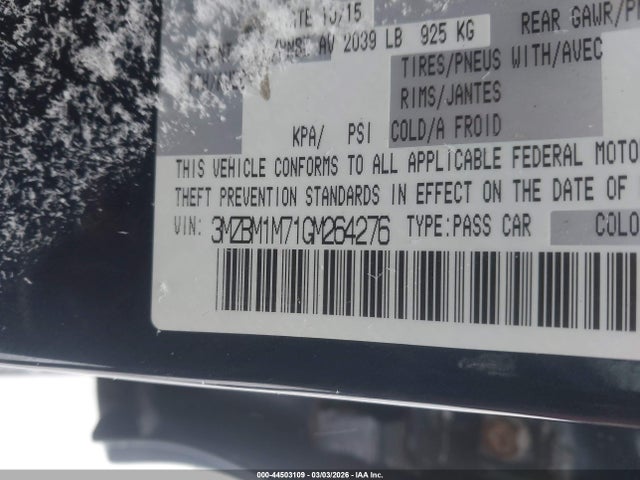 10/15
REAR GAWR/P
AV 2039 LB 925 KG
TIRES/PNEUS WITH/AVEC
RIMS/JANTES
KPA/ PSI COLD/A FROID
THIS VEHICLE CONFORMS TO ALL APPLICABLE FEDERAL MOTO
THEFT PREVENTION STANDARDS IN EFFECT ON THE DATE OF
VIN: 3MZBM1M71GM264276 TYPE:PASS CAR COLO
000-44503109 - 03/03/2026 - IAA Inc.